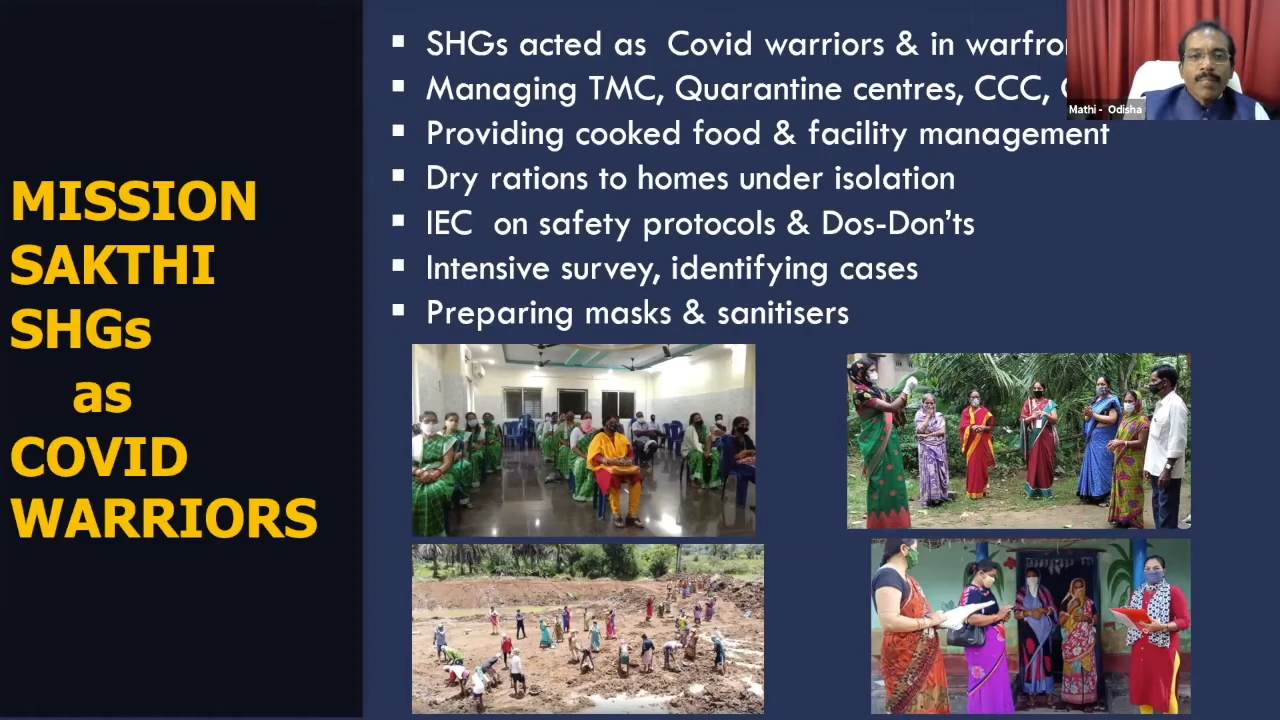 MISSION
SAKTHI
SHGs
as
COVID
WARRIORS
SHGs acted as Covid warriors & in
Managing TMC, Quarantine centres, CCC,
Providing cooked food & facility management
Dry rations to homes under isolation
IEC on safety protocols & Dos-Don'ts
Intensive survey, identifying cases
Preparing masks & sanitisers
Mathi - Odisha